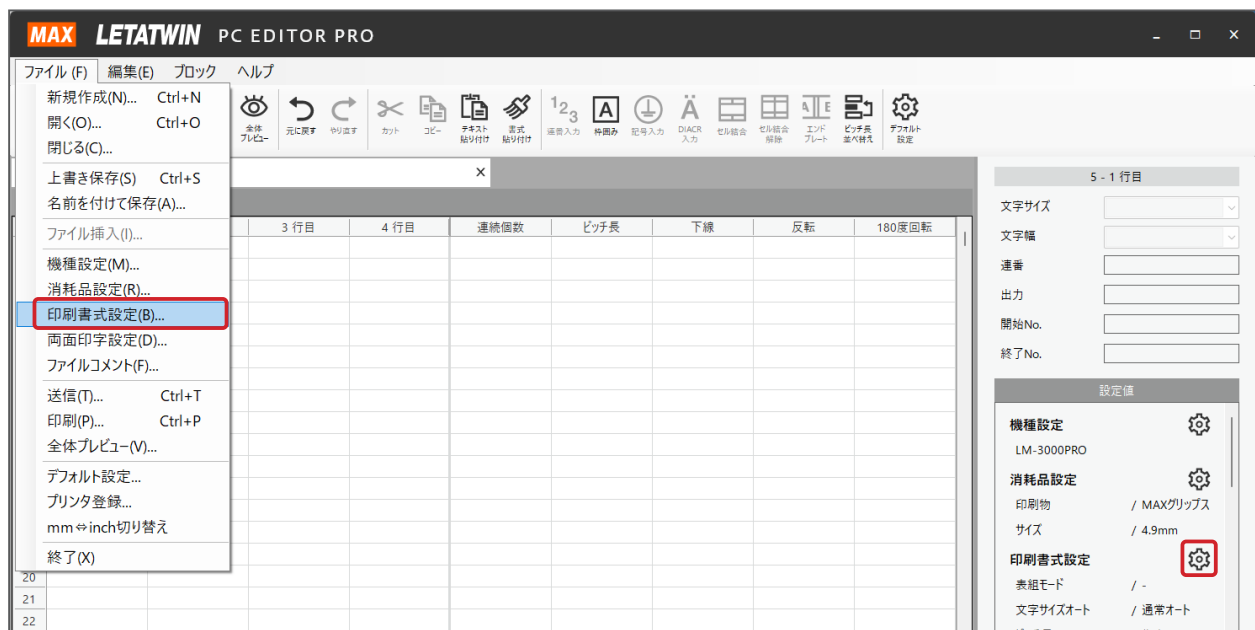 MAX LETATWIN PC EDITOR PRO
ファイル (F) 編集(E) ブロック ヘルプ
新規作成(N)... Ctrl+N
開く(O)... Ctrl+O
閉じる(C)...
上書き保存(S) Ctrl+S
名前を付けて保存(A)...
ファイル挿入(I)...
機種設定(M)...
消耗品設定(R)...
印刷書式設定(B)...
両面印字設定(D)...
ファイルコメント(F)...
送信(T)... Ctrl+T
印刷(P)... Ctrl+P
全体プレビュー(V)...
デフォルト設定...
プリンタ登録...
mm⇔inch切り替え
終了(X)
全体
プレビュー
元に戻す
やり直す
カット
コピー
テキスト
貼り付け
書式
貼り付け
連番入力
枠囲み
記号入力
DIACR
入力
セル結合
セル結合
解除
エンド
プレート
ピッチ長
並べ替え
デフォルト
設定
3 行目 4 行目 連続個数 ピッチ長 下線 反転 180度回転
20
21
22
5 - 1 行目
文字サイズ
文字幅
連番
出力
開始No.
終了No.
設定値
機種設定
LM-3000PRO
消耗品設定
印刷物 / MAXグリップス
サイズ / 4.9mm
印刷書式設定
表組モード / -
文字サイズオート / 通常オート